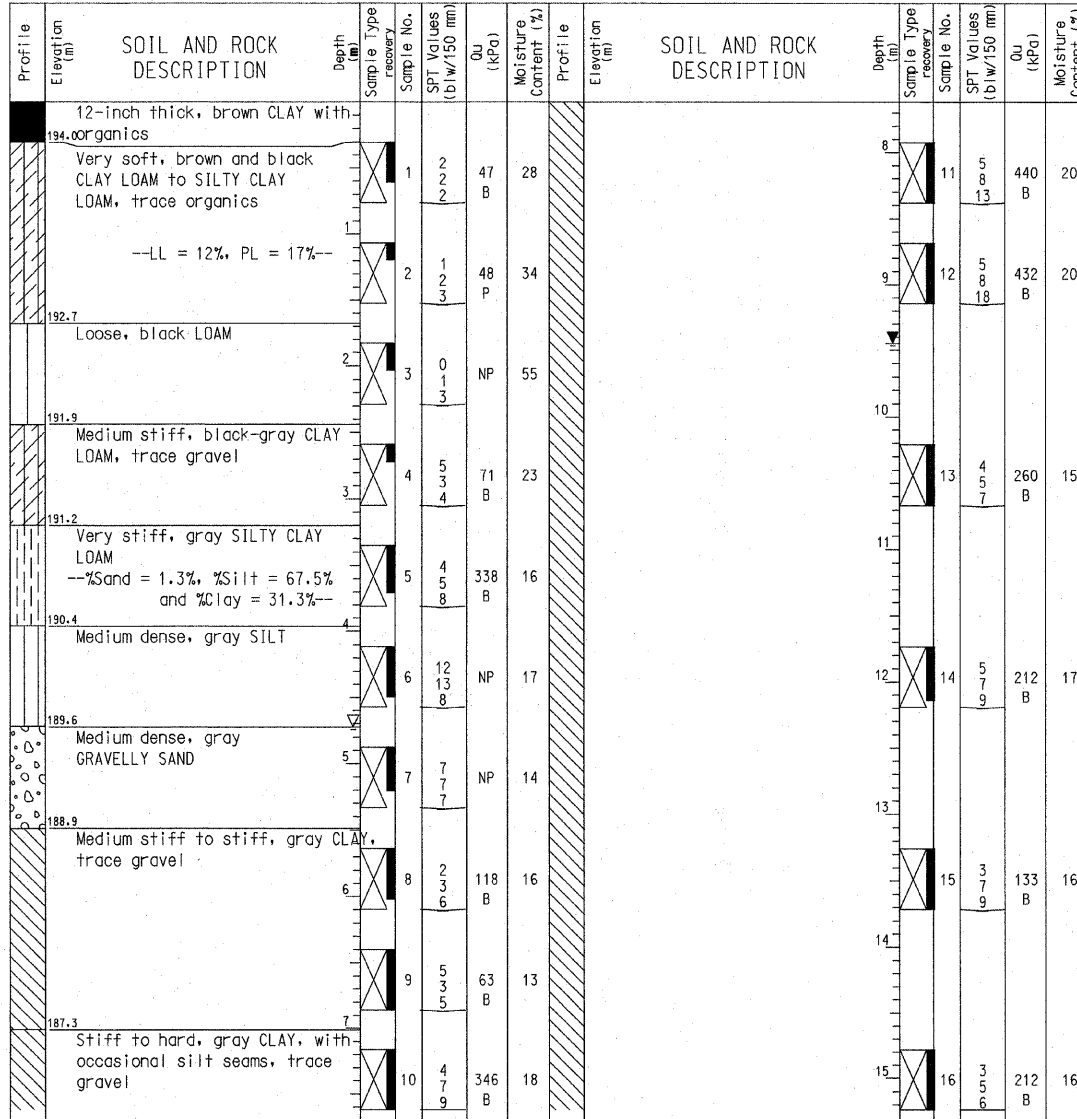 Profile
Elevation (m)
SOIL AND ROCK
DESCRIPTION
Depth (m)
Sample Type
recovery
Sample No.
SPT Values
(blw/150 mm)
Qu
(kPa)
Moisture
Content (%)
Profile
Elevation
(m)
SOIL AND ROCK
DESCRIPTION
Depth
(m)
Sample Type
recovery
Sample No.
SPT Values
(blw/150 mm)
Qu
(kPa)
Moisture
Content (%)
12-inch thick, brown CLAY with
194.0 organics
Very soft, brown and black
CLAY LOAM to SILTY CLAY
LOAM, trace organics
1
2
2
2
47
B
28
1
--LL = 12%, PL = 17%--
2
1
2
3
48
P
34
192.7
Loose, black LOAM
2
3
0
1
3
NP
55
191.9
Medium stiff, black-gray CLAY
LOAM, trace gravel
4
5
3
4
71
B
23
3
191.2
Very stiff, gray SILTY CLAY
LOAM
--%Sand = 1.3%, %Silt = 67.5%
and %Clay = 31.3%--
5
4
5
8
338
B
16
190.4
4
Medium dense, gray SILT
6
12
13
8
NP
17
189.6
Medium dense, gray
GRAVELLY SAND
5
7
7
7
7
NP
14
188.9
Medium stiff to stiff, gray CLAY,
trace gravel
6
8
2
3
6
118
B
16
9
5
3
5
63
B
13
187.3
7
Stiff to hard, gray CLAY, with
occasional silt seams, trace
gravel
10
4
7
9
346
B
18
8
11
5
8
13
440
B
20
9
12
5
8
18
432
B
20
10
13
4
5
7
260
B
15
11
12
14
5
7
9
212
B
17
13
15
3
7
9
133
B
16
14
15
16
3
5
6
212
B
16